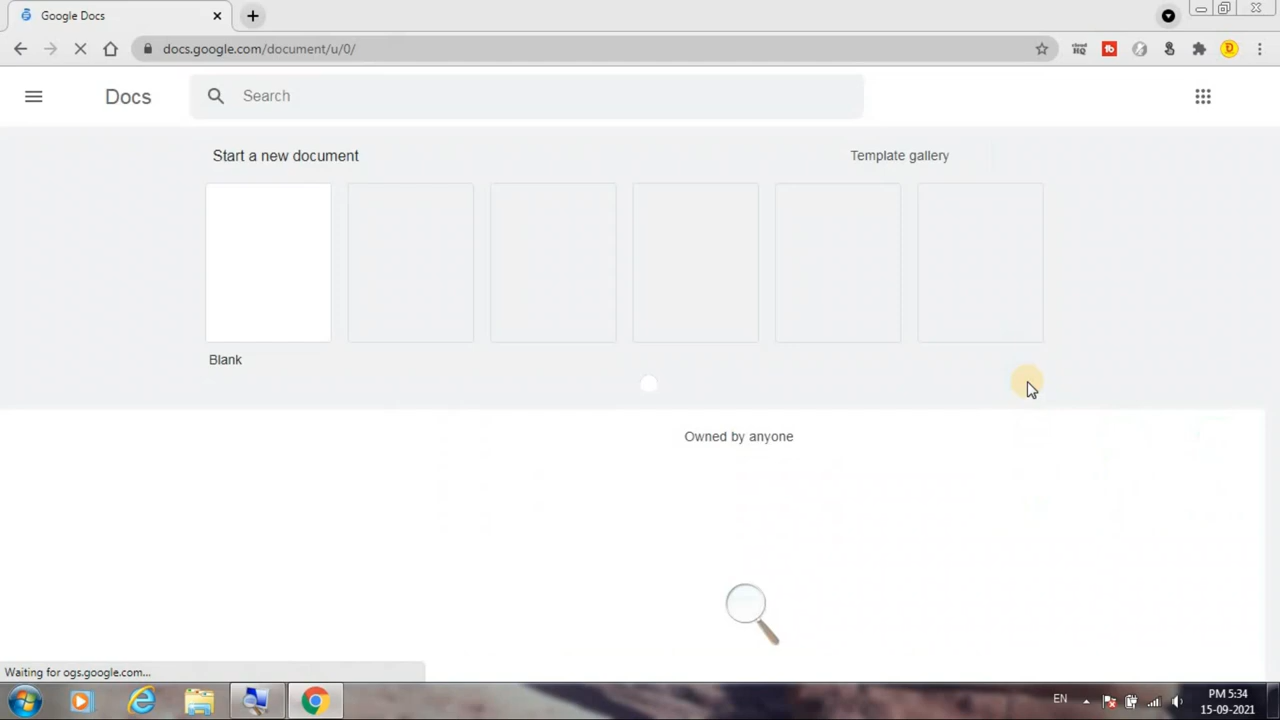 Google Docs
docs.google.com/document/u/0/
Docs
Search
Start a new document
Template gallery
Blank
Owned by anyone
Waiting for ogs.google.com...
EN
PM 5:34
15-09-2021